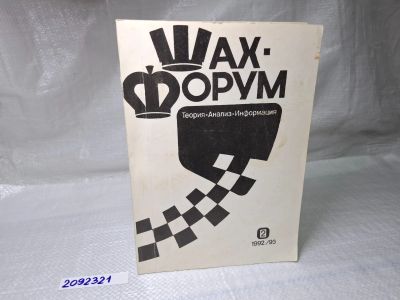 ШАХ·
ФОРУМ
Теория·Анализ·Информация
2
1992/93
2092321